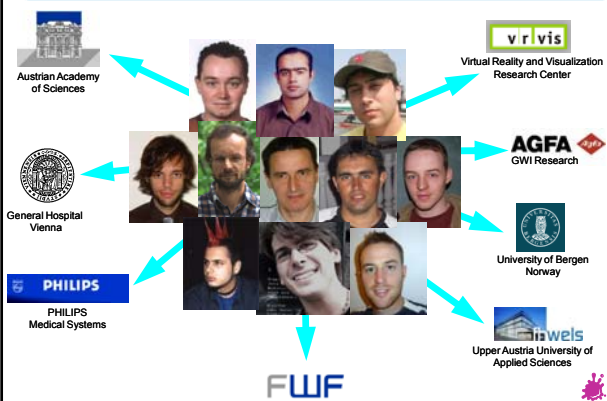 vrvis
Austrian Academy
of Sciences
Virtual Reality and Visualization
Research Center
AGFA
Agfa
GWI Research
General Hospital
Vienna
University of Bergen
Norway
PHILIPS
PHILIPS
Medical Systems
fh wels
Upper Austria University of
Applied Sciences
FWF